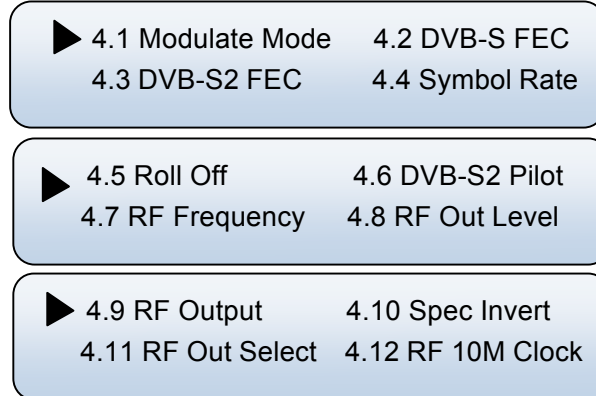 4.1 Modulate Mode 4.2 DVB-S FEC
4.3 DVB-S2 FEC 4.4 Symbol Rate
4.5 Roll Off 4.6 DVB-S2 Pilot
4.7 RF Frequency 4.8 RF Out Level
4.9 RF Output 4.10 Spec Invert
4.11 RF Out Select 4.12 RF 10M Clock